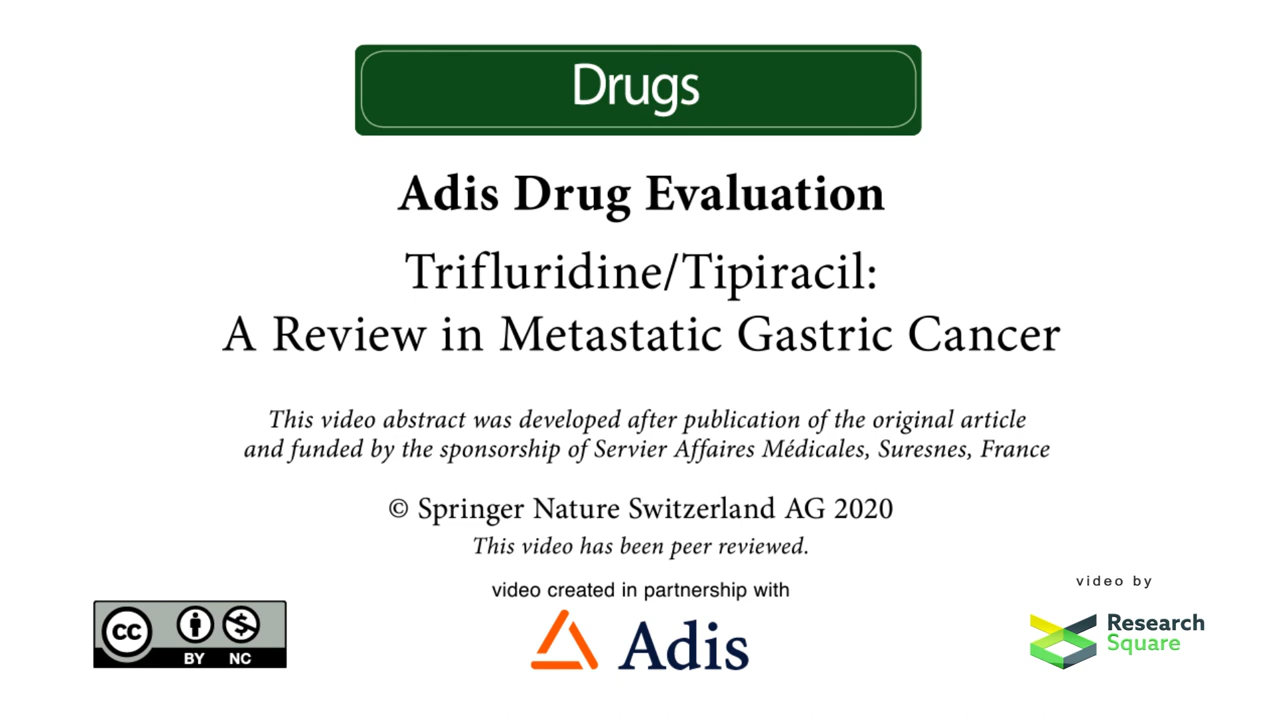 Drugs
Adis Drug Evaluation
Trifluridine/Tipiracil:
A Review in Metastatic Gastric Cancer
This video abstract was developed after publication of the original article
and funded by the sponsorship of Servier Affaires Médicales, Suresnes, France
© Springer Nature Switzerland AG 2020
This video has been peer reviewed.
video created in partnership with
Adis
cc
BY NC
video by
Research
Square